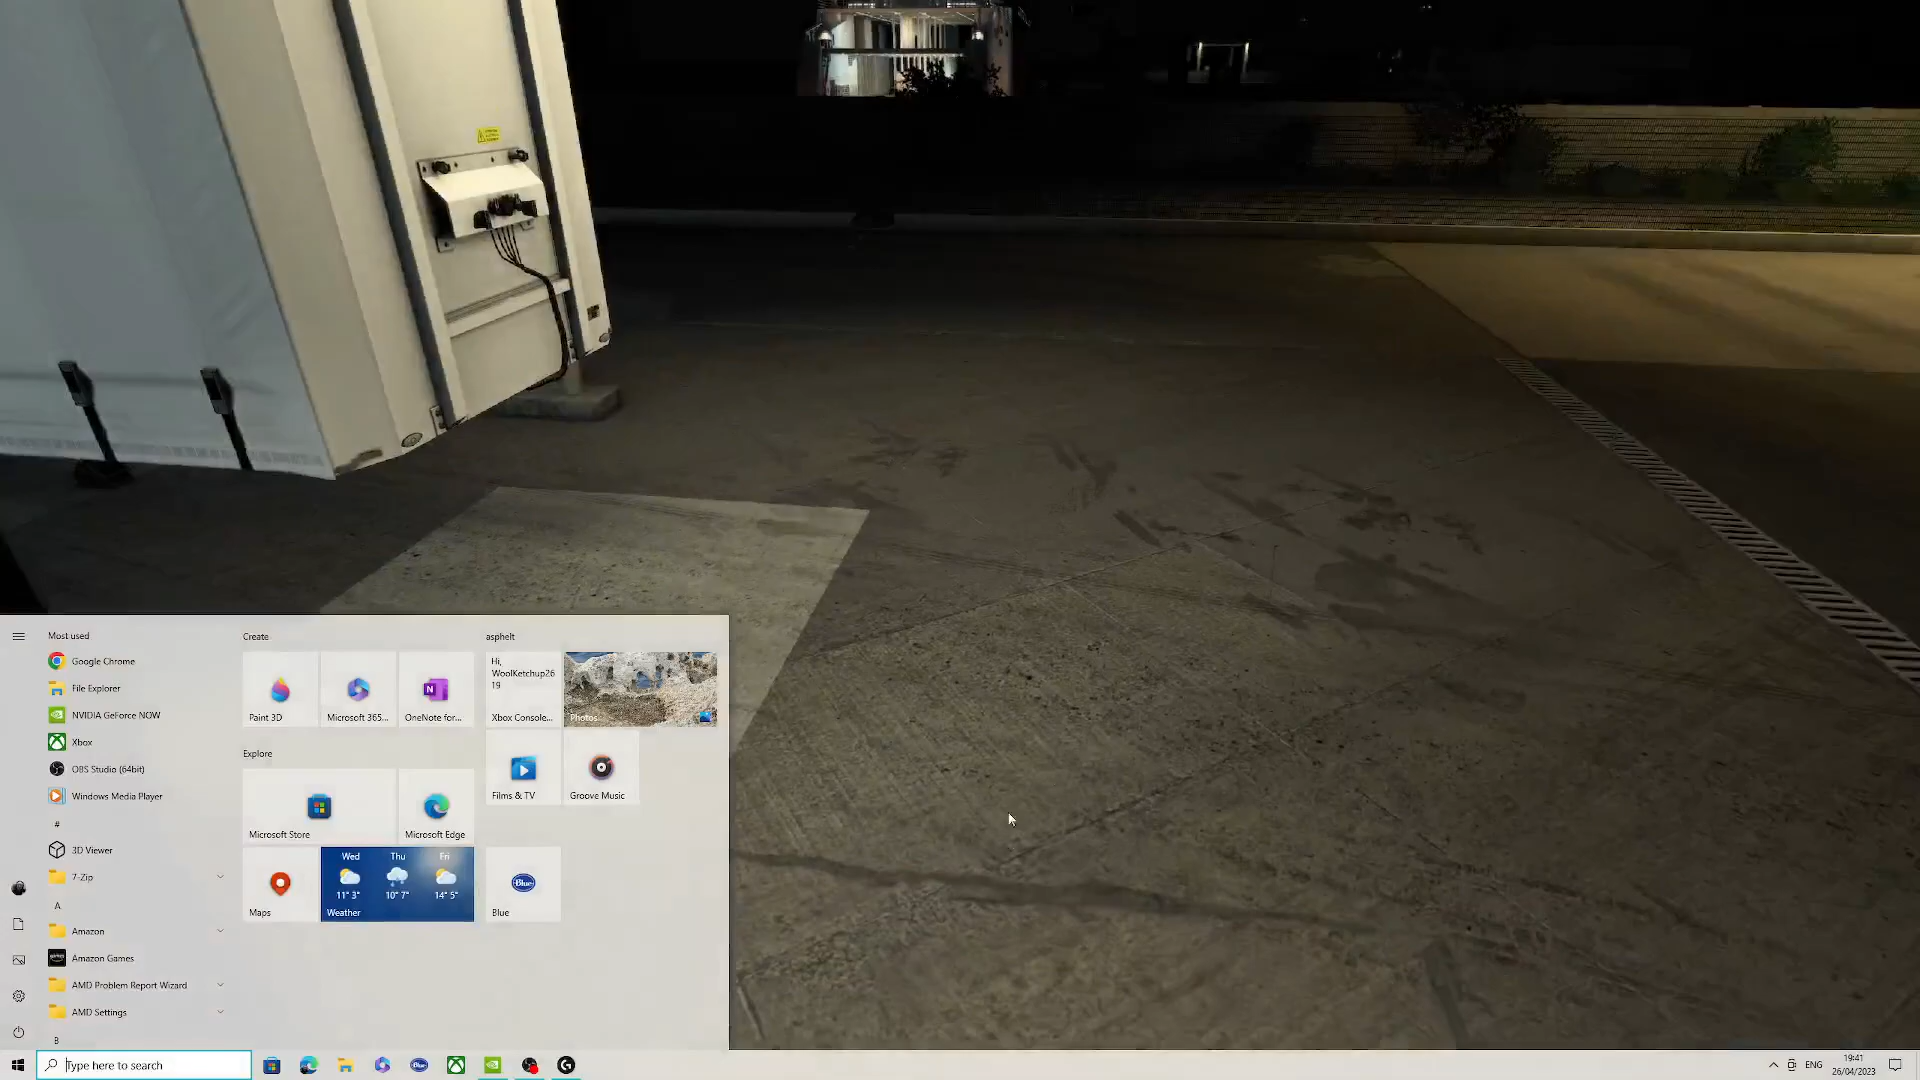 Most used
Google Chrome
File Explorer
NVIDIA GeForce NOW
Xbox
OBS Studio (64bit)
Windows Media Player
#
3D Viewer
7-Zip
A
Amazon
Amazon Games
AMD Problem Report Wizard
AMD Settings
B
Create
Paint 3D
Microsoft 365...
OneNote for...
Explore
Microsoft Store
Microsoft Edge
Maps
Wed Thu Fri
11° 3° 10° 7° 14° 5°
Weather
asphelt
Hi,
WoolKetchup26
19
Xbox Console...
Photos
Films & TV
Groove Music
Blue
Blue
Type here to search
Blue
ENG
19:41
26/04/2023